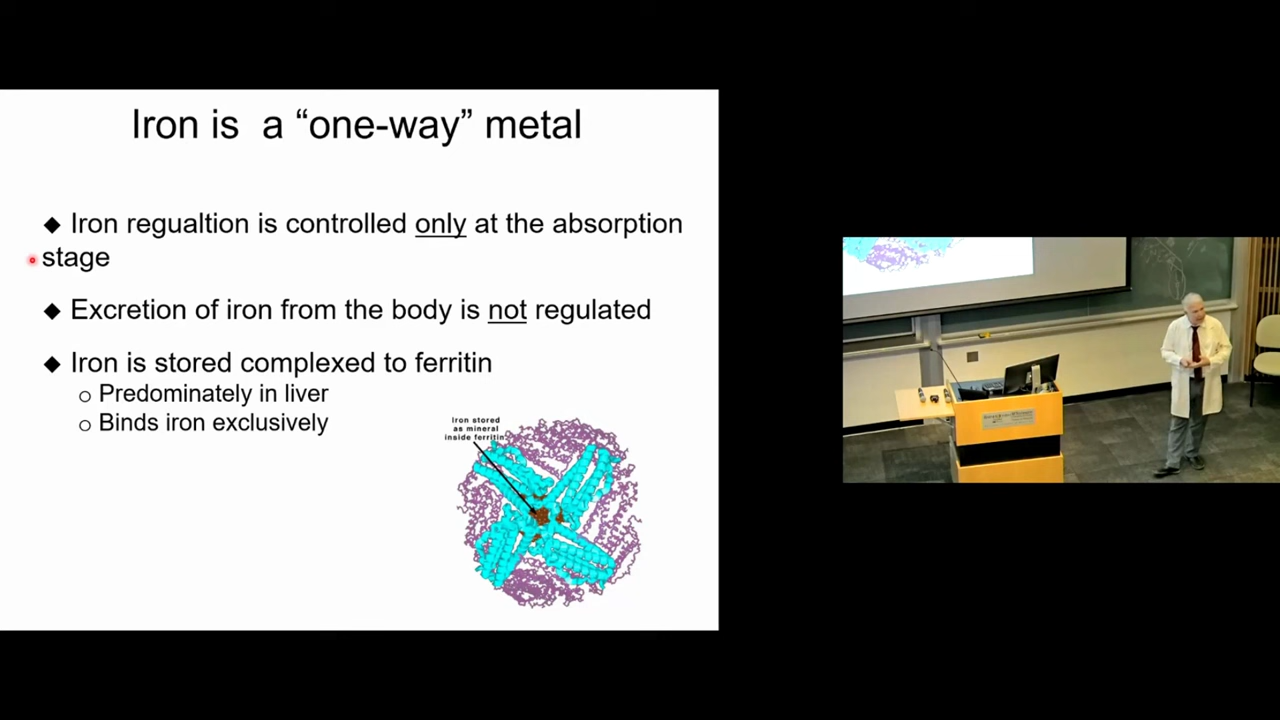 Iron is a “one-way” metal
◆ Iron regualtion is controlled only at the absorption
stage
◆ Excretion of iron from the body is not regulated
◆ Iron is stored complexed to ferritin
o Predominately in liver
o Binds iron exclusively
Iron stored
as mineral
inside ferritin